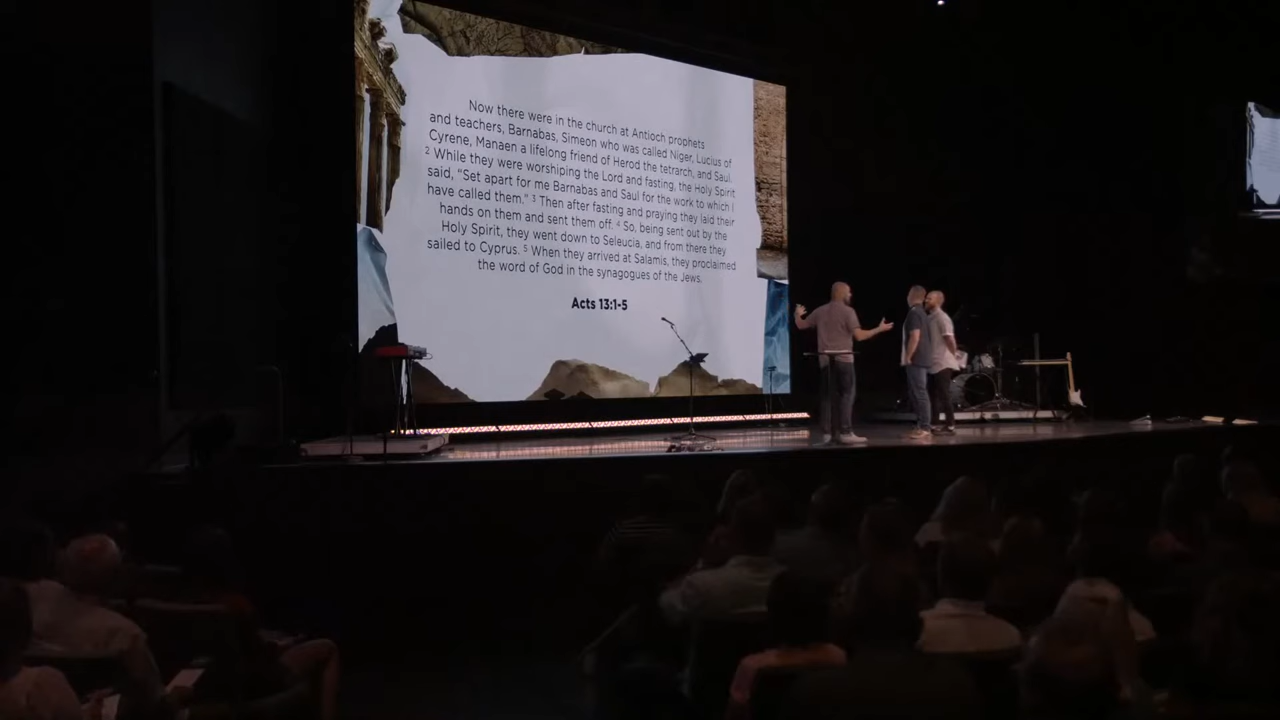 Now there were in the church at Antioch prophets
and teachers, Barnabas, Simeon who was called Niger, Lucius of
Cyrene, Manaen a lifelong friend of Herod the tetrarch, and Saul.
2 While they were worshiping the Lord and fasting, the Holy Spirit
said, “Set apart for me Barnabas and Saul for the work to which I
have called them.” 3 Then after fasting and praying they laid their
hands on them and sent them off. 4 So, being sent out by the
Holy Spirit, they went down to Seleucia, and from there they
sailed to Cyprus. 5 When they arrived at Salamis, they proclaimed
the word of God in the synagogues of the Jews.
Acts 13:1-5